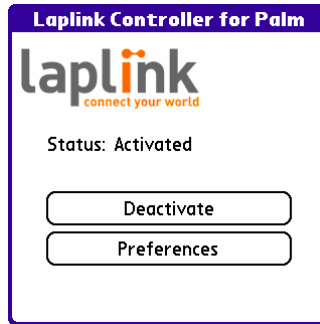 Laplink Controller for Palm
laplink
connect your world
Status: Activated
Deactivate
Preferences